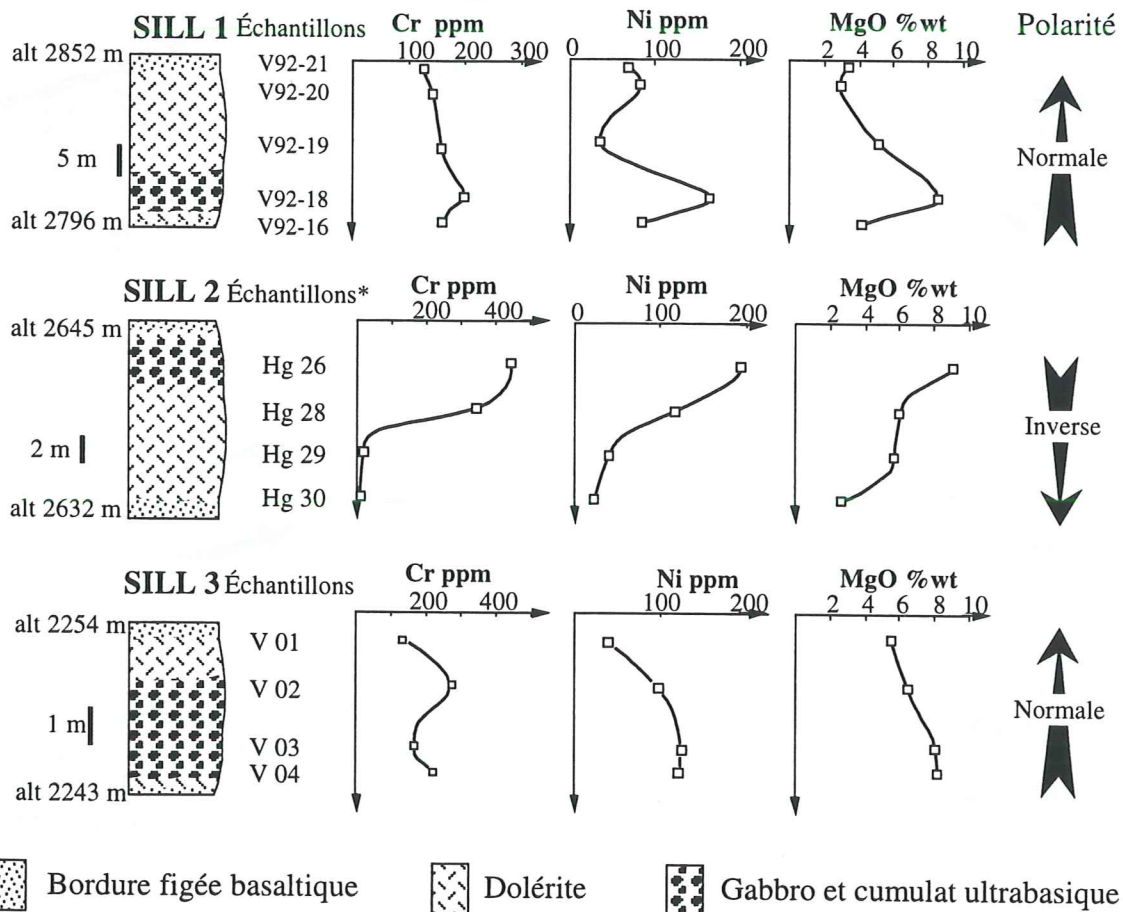 SILL 1 Échantillons Cr ppm Ni ppm MgO %wt Polarité
alt 2852 m 100 200 300 0 100 200 2 4 6 8 10
V92-21
V92-20
5 m V92-19 Normale
V92-18
alt 2796 m V92-16
SILL 2 Échantillons* Cr ppm Ni ppm MgO %wt
alt 2645 m 200 400 100 200 2 4 6 8 10
Hg 26
Hg 28
2 m Hg 29 Inverse
Hg 30
alt 2632 m
SILL 3 Échantillons Cr ppm Ni ppm MgO %wt
alt 2254 m 200 400 100 200 2 4 6 8 10
V 01
V 02
1 m V 03 Normale
V 04
alt 2243 m
Bordure figée basaltique Dolérite Gabbro et cumulat ultrabasique